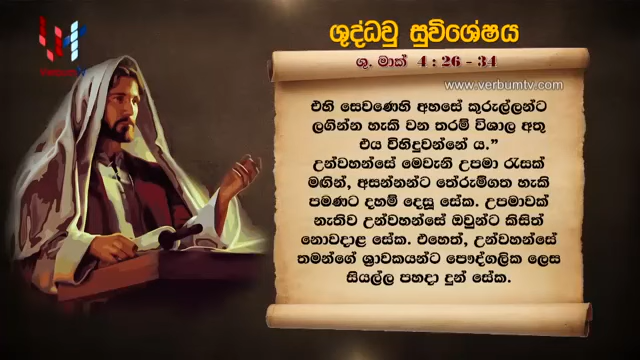 VerbumTV
ශුද්ධවූ සුවිශේෂය
ශු. මාක් 4 : 26 - 34
www.verbumtv.com
එහි සෙවණෙහි අහසේ කුරුල්ලන්ට
ලගින්න හැකි වන තරම් විශාල අතු
එය විහිදුවන්නේ ය.”
උන්වහන්සේ මෙවැනි උපමා රැසක්
මඟින්, අසන්නන්ට තේරුම්ගත හැකි
පමණට දහම් දෙසූ සේක. උපමාවක්
නැතිව උන්වහන්සේ ඔවුන්ට කිසිත්
නොවදාළ සේක. එහෙත්, උන්වහන්සේ
තමන්ගේ ශ්‍රාවකයන්ට පෞද්ගලික ලෙස
සියල්ල පහදා දුන් සේක.